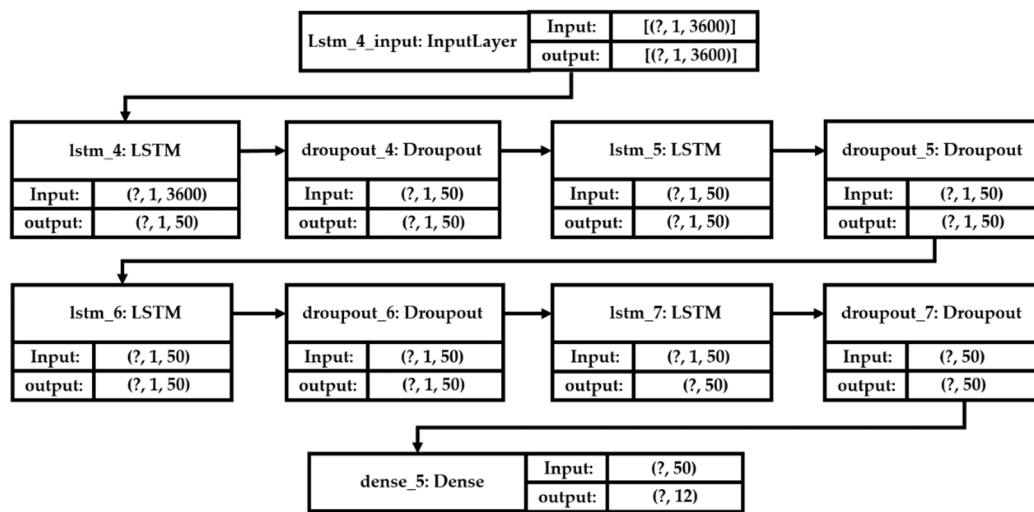 Lstm_4_input: InputLayer
Input: [(?, 1, 3600)]
output: [(?, 1, 3600)]
lstm_4: LSTM
Input: (?, 1, 3600)
output: (?, 1, 50)
droupout_4: Droupout
Input: (?, 1, 50)
output: (?, 1, 50)
lstm_5: LSTM
Input: (?, 1, 50)
output: (?, 1, 50)
droupout_5: Droupout
Input: (?, 1, 50)
output: (?, 1, 50)
lstm_6: LSTM
Input: (?, 1, 50)
output: (?, 1, 50)
droupout_6: Droupout
Input: (?, 1, 50)
output: (?, 1, 50)
lstm_7: LSTM
Input: (?, 1, 50)
output: (?, 50)
droupout_7: Droupout
Input: (?, 50)
output: (?, 50)
dense_5: Dense
Input: (?, 50)
output: (?, 12)